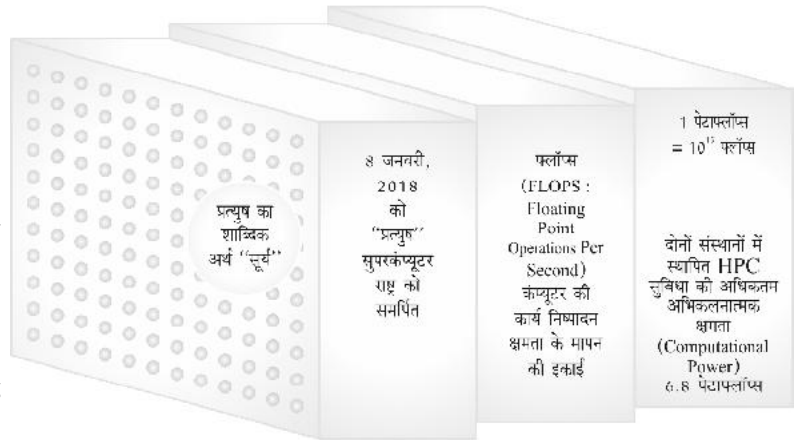 प्रत्युष का
शाब्दिक
अर्थ ‘‘सूर्य’’
8 जनवरी,
2018
को
‘‘प्रत्युष’’
सुपरकंप्यूटर
राष्ट्र को
समर्पित
फ्लॉप्स
(FLOPS :
Floating
Point
Operations Per
Second)
कंप्यूटर की
कार्य निष्पादन
क्षमता के मापन
की इकाई
1 पेटाफ्लॉप्स
= 10¹⁵ फ्लॉप्स
दोनों संस्थानों में
स्थापित HPC
सुविधा की अधिकतम
अभिकलनात्मक
क्षमता
(Computational
Power)
6.8 पेटाफ्लॉप्स